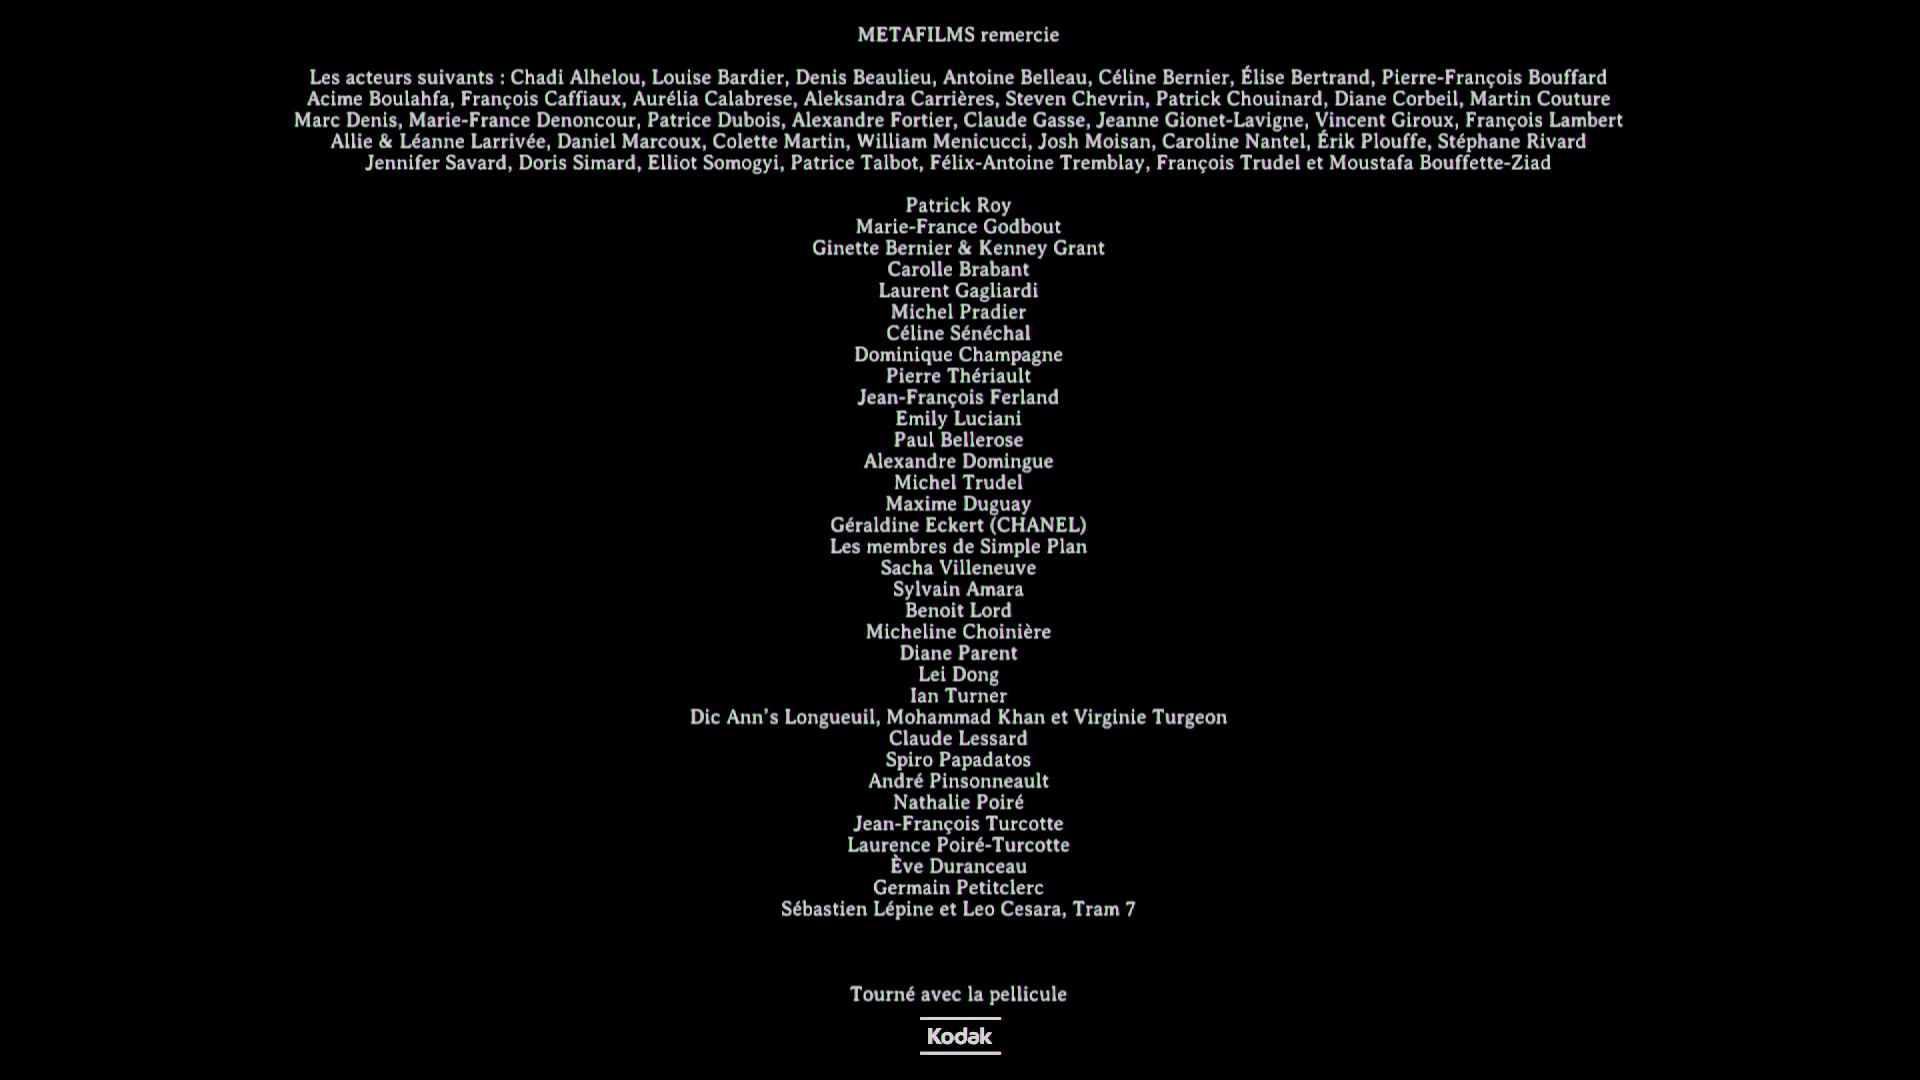 METAFILMS remercie
Les acteurs suivants : Chadi Alhelou, Louise Bardier, Denis Beaulieu, Antoine Belleau, Céline Bernier, Élise Bertrand, Pierre-François Bouffard
Acime Boulahfa, François Caffiaux, Aurélia Calabrese, Aleksandra Carrières, Steven Chevrin, Patrick Chouinard, Diane Corbeil, Martin Couture
Marc Denis, Marie-France Denoncour, Patrice Dubois, Alexandre Fortier, Claude Gasse, Jeanne Gionet-Lavigne, Vincent Giroux, François Lambert
Allie & Léanne Larrivée, Daniel Marcoux, Colette Martin, William Menicucci, Josh Moisan, Caroline Nantel, Érik Plouffe, Stéphane Rivard
Jennifer Savard, Doris Simard, Elliot Somogyi, Patrice Talbot, Félix-Antoine Tremblay, François Trudel et Moustafa Bouffette-Ziad
Patrick Roy
Marie-France Godbout
Ginette Bernier & Kenney Grant
Carolle Brabant
Laurent Gagliardi
Michel Pradier
Céline Sénéchal
Dominique Champagne
Pierre Thériault
Jean-François Ferland
Emily Luciani
Paul Bellerose
Alexandre Domingue
Michel Trudel
Maxime Duguay
Géraldine Eckert (CHANEL)
Les membres de Simple Plan
Sacha Villeneuve
Sylvain Amara
Benoit Lord
Micheline Choinière
Diane Parent
Lei Dong
Ian Turner
Dic Ann’s Longueuil, Mohammad Khan et Virginie Turgeon
Claude Lessard
Spiro Papadatos
André Pinsonneault
Nathalie Poiré
Jean-François Turcotte
Laurence Poiré-Turcotte
Ève Duranceau
Germain Petitclerc
Sébastien Lépine et Leo Cesara, Tram 7
Tourné avec la pellicule
Kodak